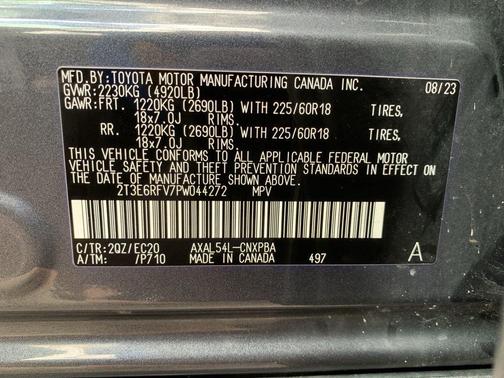 MFD.BY:TOYOTA MOTOR MANUFACTURING CANADA INC. 08/23
GVWR:2230KG (4920LB)
GAWR:FRT. 1220KG (2690LB) WITH 225/60R18 TIRES,
18x7.0J RIMS.
RR. 1220KG (2690LB) WITH 225/60R18 TIRES,
18x7.0J RIMS.
THIS VEHICLE CONFORMS TO ALL APPLICABLE FEDERAL MOTOR
VEHICLE SAFETY AND THEFT PREVENTION STANDARDS IN EFFECT
ON THE DATE OF MANUFACTURE SHOWN ABOVE.
2T3E6RFV7PW044272 MPV
C/TR:2QZ/EC20 AXAL54L-CNXPBA
A/TM: /P710 MADE IN CANADA 497 A